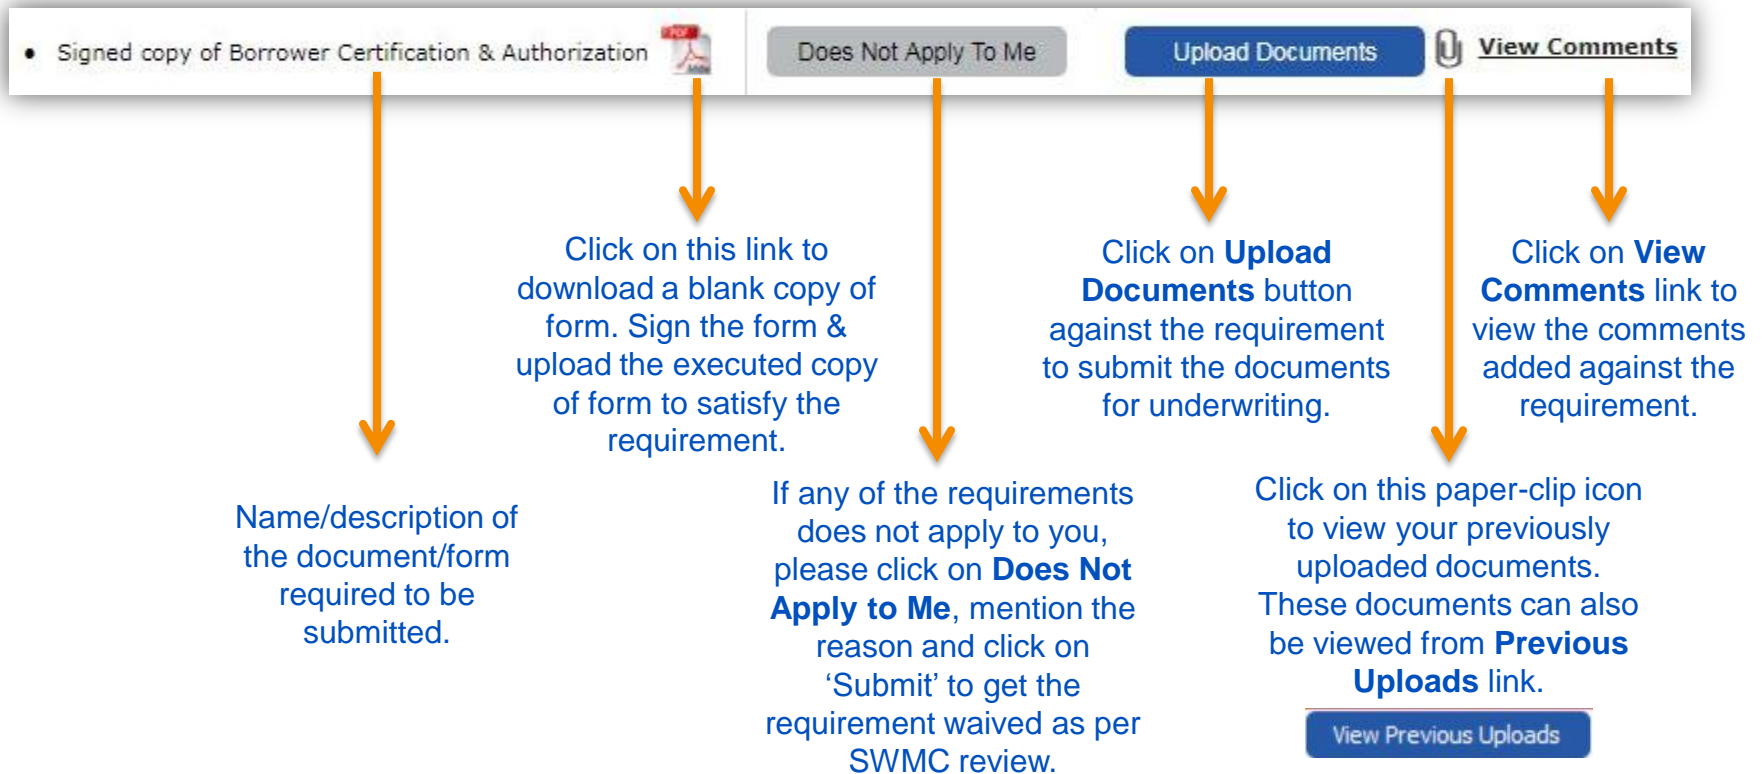 • Signed copy of Borrower Certification & Authorization
PDF
Adobe
Does Not Apply To Me
Upload Documents
View Comments
Click on this link to
download a blank copy of
form. Sign the form &
upload the executed copy
of form to satisfy the
requirement.
Click on Upload
Documents button
against the requirement
to submit the documents
for underwriting.
Click on View
Comments link to
view the comments
added against the
requirement.
Name/description of
the document/form
required to be
submitted.
If any of the requirements
does not apply to you,
please click on Does Not
Apply to Me, mention the
reason and click on
‘Submit’ to get the
requirement waived as per
SWMC review.
Click on this paper-clip icon
to view your previously
uploaded documents.
These documents can also
be viewed from Previous
Uploads link.
View Previous Uploads